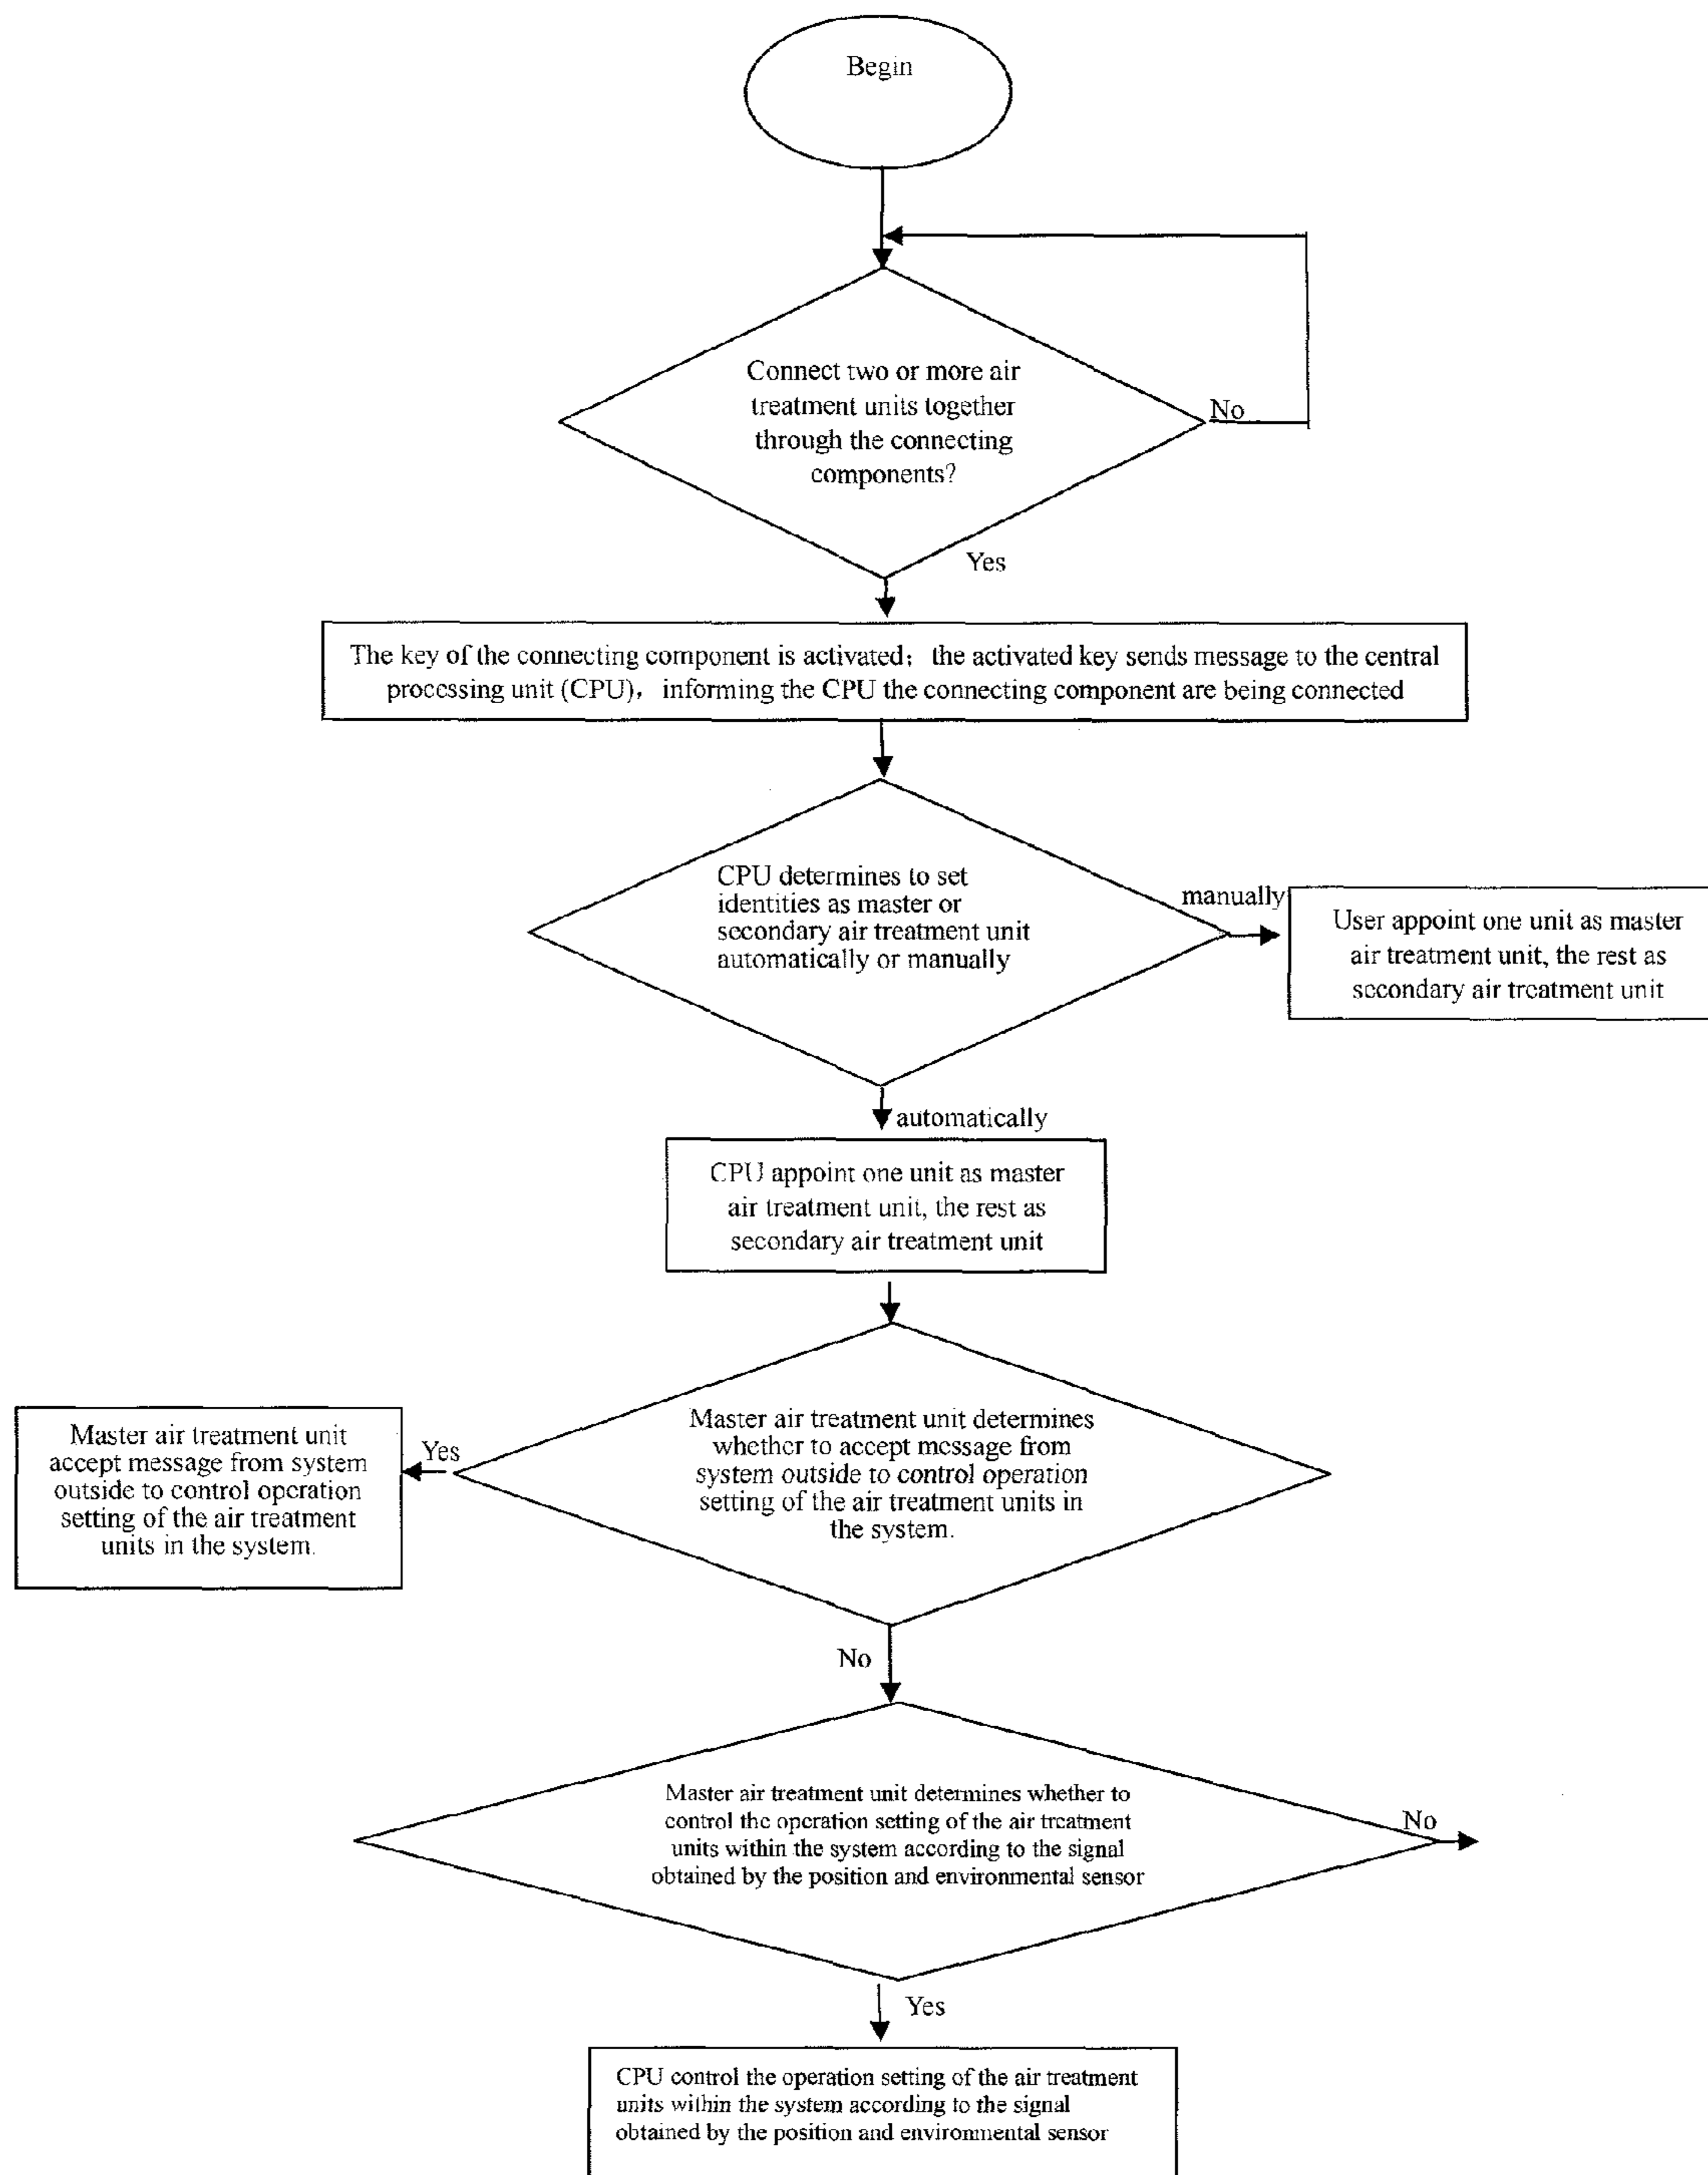 Begin
Connect two or more air
treatment units together
through the connecting
components?
No
Yes
The key of the connecting component is activated; the activated key sends message to the central
processing unit (CPU), informing the CPU the connecting component are being connected
CPU determines to set
identities as master or
secondary air treatment unit
automatically or manually
manually
User appoint one unit as master
air treatment unit, the rest as
secondary air treatment unit
automatically
CPU appoint one unit as master
air treatment unit, the rest as
secondary air treatment unit
Master air treatment unit determines
whether to accept message from
system outside to control operation
setting of the air treatment units in
the system.
Yes
Master air treatment unit
accept message from system
outside to control operation
setting of the air treatment
units in the system.
No
Master air treatment unit determines whether to
control the operation setting of the air treatment
units within the system according to the signal
obtained by the position and environmental sensor
No
Yes
CPU control the operation setting of the air treatment
units within the system according to the signal
obtained by the position and environmental sensor